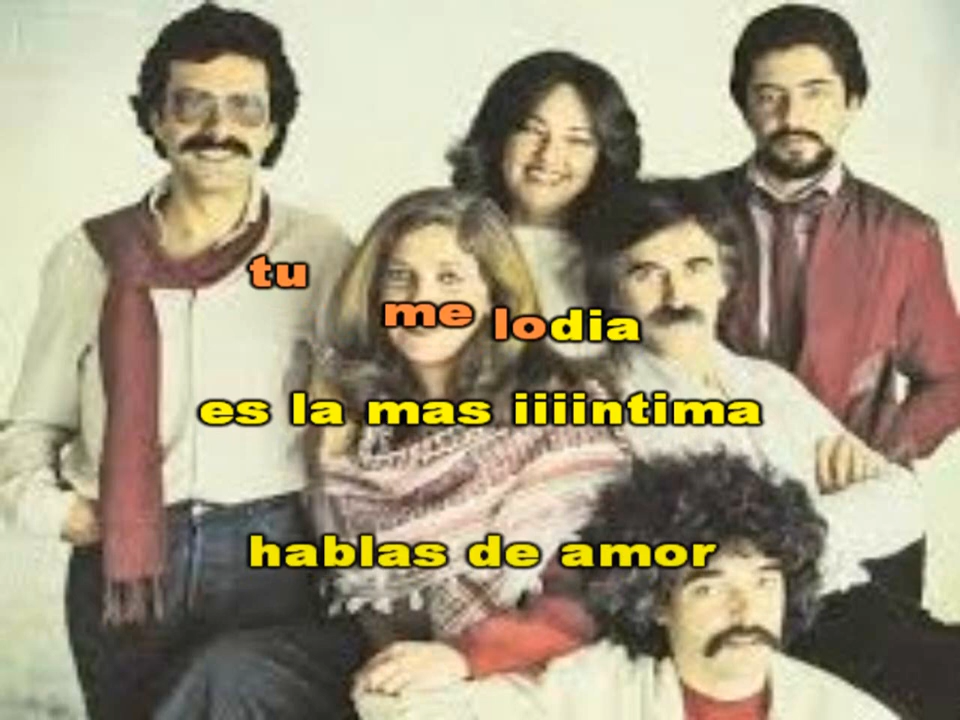 tu
me lodia
es la mas iiiintima
hablas de amor